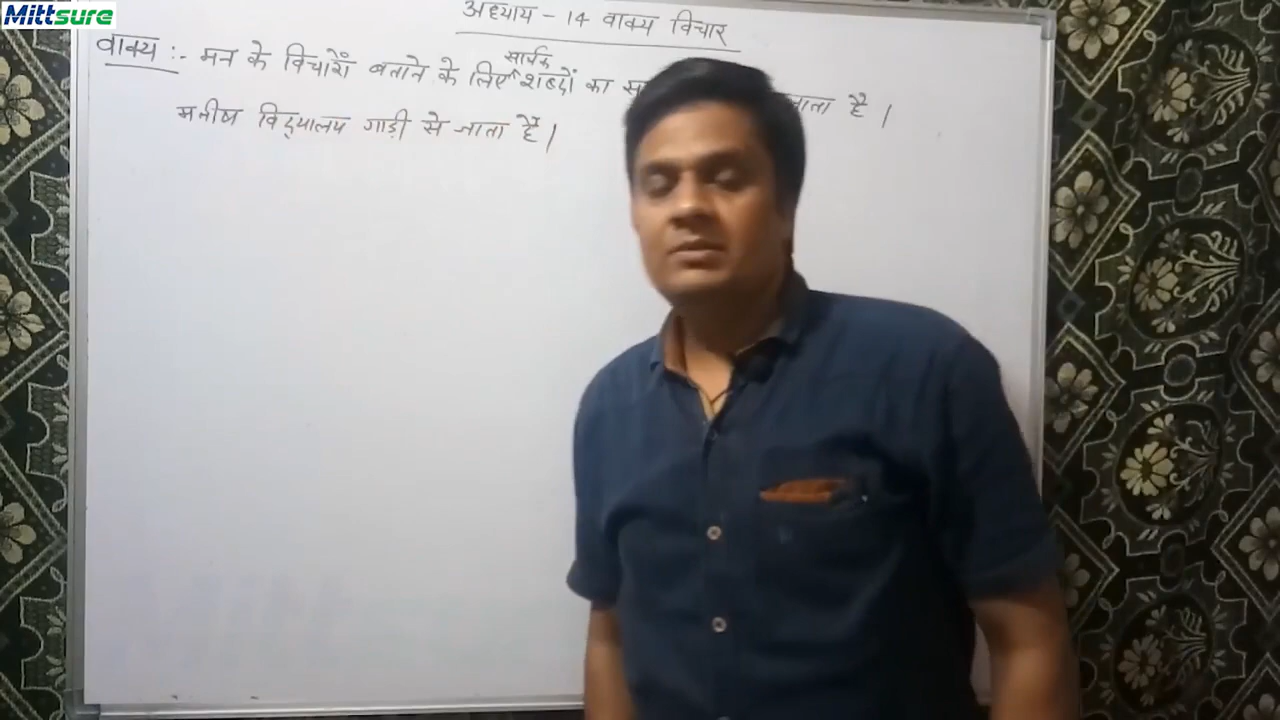 Mittsure
अध्याय - 14 वाक्य विचार
वाक्य :- मन के विचारों बताने के लिए सार्थक शब्दों का जाता है।
मनीष विद्यालय गाड़ी से जाता है।